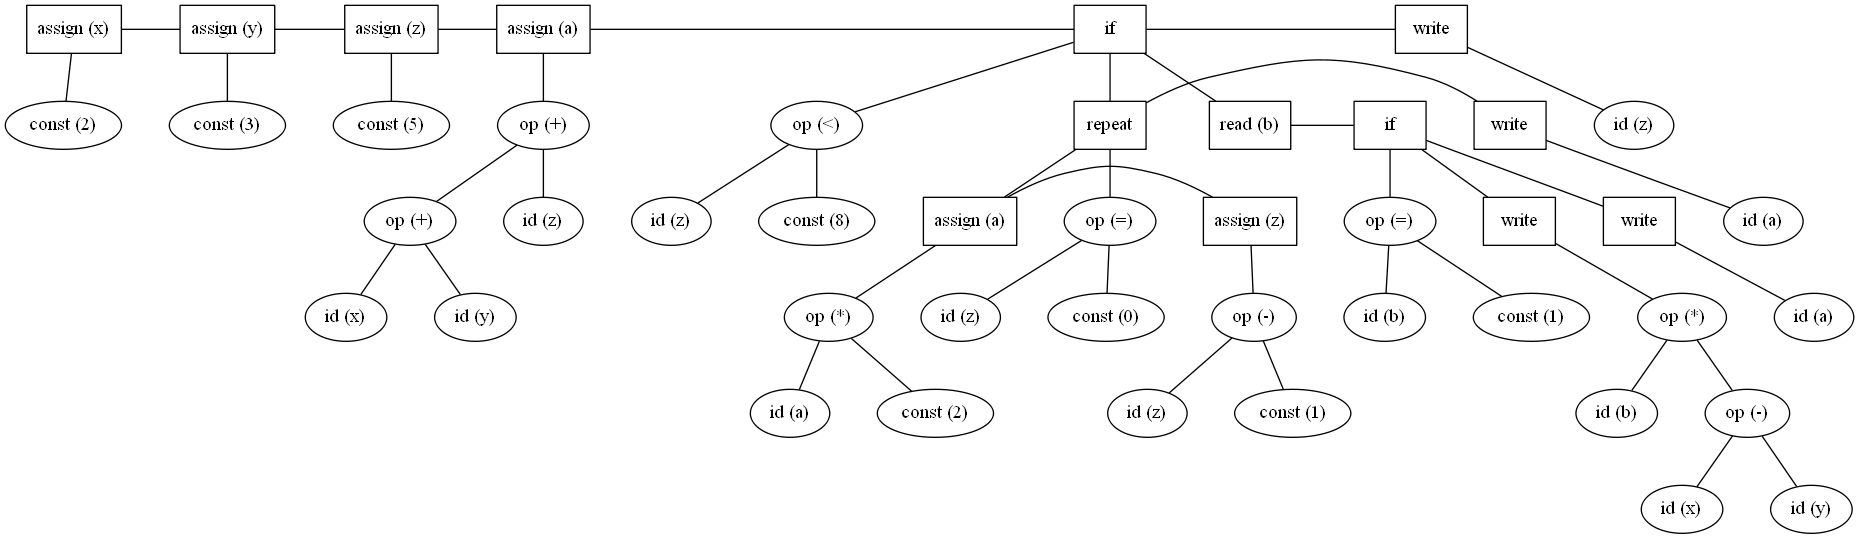 assign (x) assign (y) assign (z) assign (a) if write
const (2) const (3) const (5) op (+) op (<) repeat read (b) if write id (z)
op (+) id (z) id (z) const (8) assign (a) op (=) assign (z) op (=) write write id (a)
id (x) id (y) op (*) id (z) const (0) op (-) id (b) const (1) op (*) id (a)
id (a) const (2) id (z) const (1) id (b) op (-)
id (x) id (y)